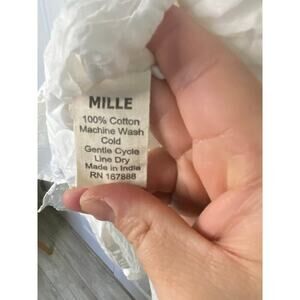 MILLE
100% Cotton
Machine Wash
Cold
Gentle Cycle
Line Dry
Made in India
RN 167888